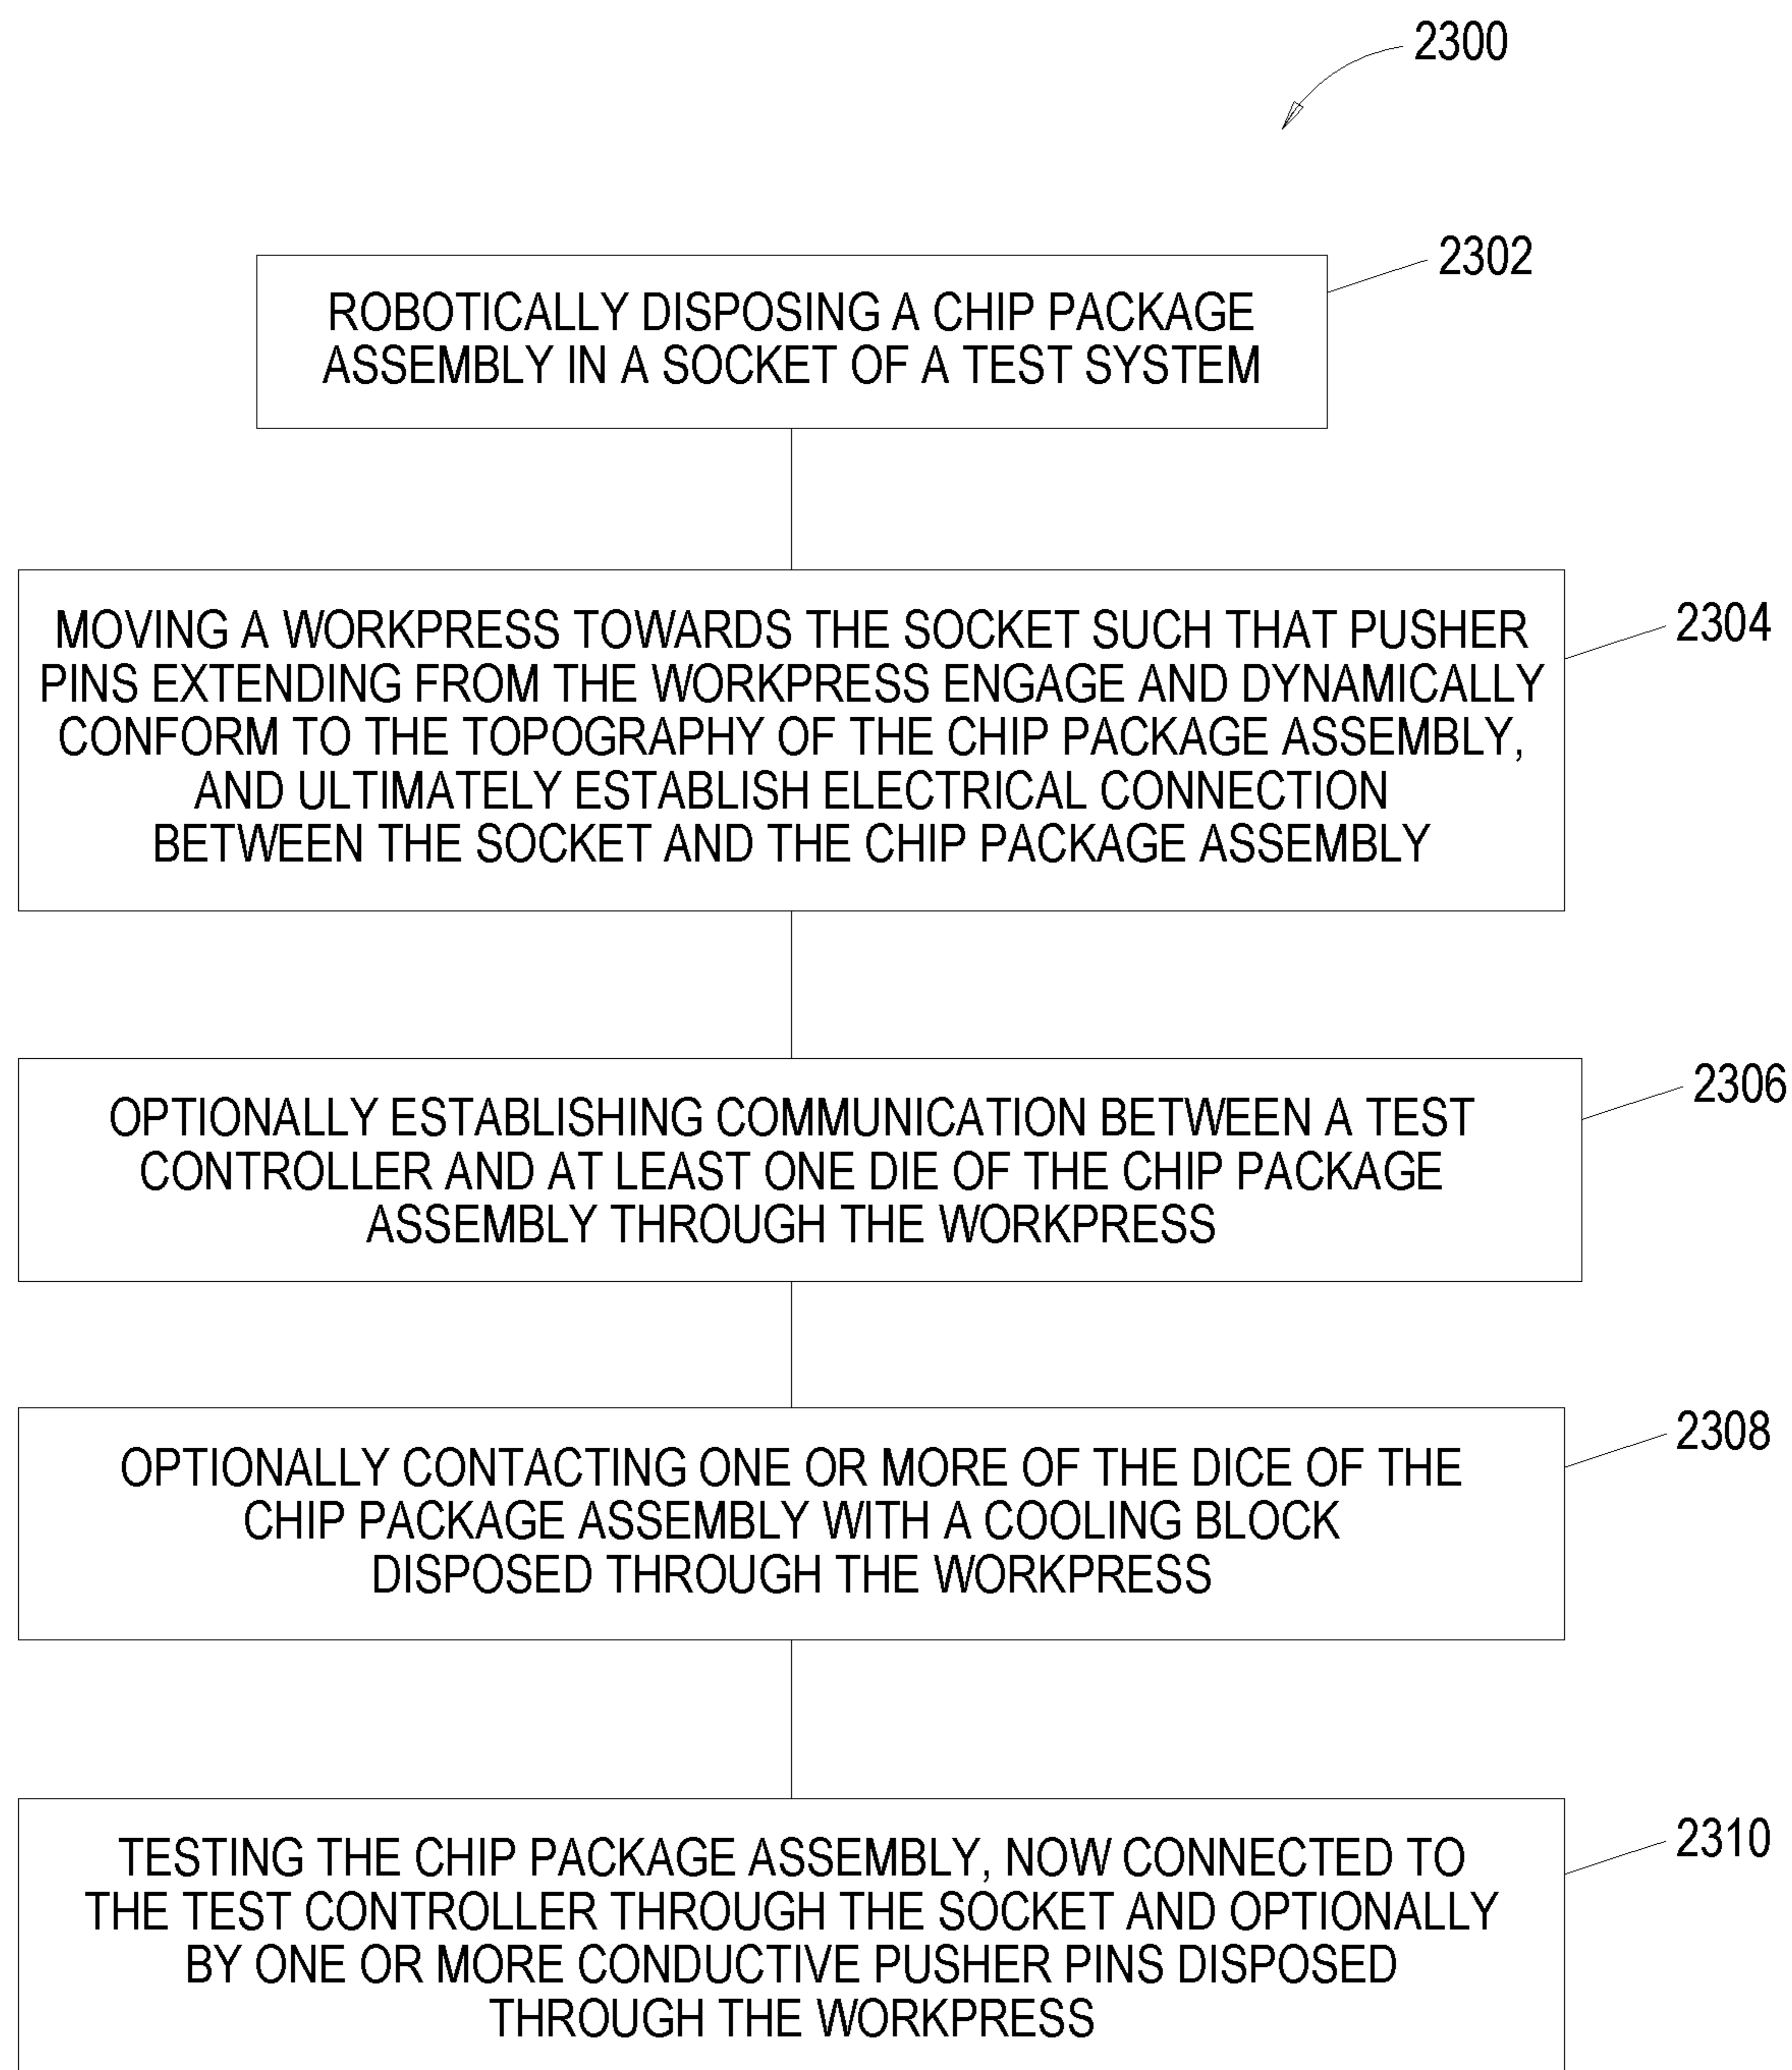 2300
2302
ROBOTICALLY DISPOSING A CHIP PACKAGE
ASSEMBLY IN A SOCKET OF A TEST SYSTEM
2304
MOVING A WORKPRESS TOWARDS THE SOCKET SUCH THAT PUSHER
PINS EXTENDING FROM THE WORKPRESS ENGAGE AND DYNAMICALLY
CONFORM TO THE TOPOGRAPHY OF THE CHIP PACKAGE ASSEMBLY,
AND ULTIMATELY ESTABLISH ELECTRICAL CONNECTION
BETWEEN THE SOCKET AND THE CHIP PACKAGE ASSEMBLY
2306
OPTIONALLY ESTABLISHING COMMUNICATION BETWEEN A TEST
CONTROLLER AND AT LEAST ONE DIE OF THE CHIP PACKAGE
ASSEMBLY THROUGH THE WORKPRESS
2308
OPTIONALLY CONTACTING ONE OR MORE OF THE DICE OF THE
CHIP PACKAGE ASSEMBLY WITH A COOLING BLOCK
DISPOSED THROUGH THE WORKPRESS
2310
TESTING THE CHIP PACKAGE ASSEMBLY, NOW CONNECTED TO
THE TEST CONTROLLER THROUGH THE SOCKET AND OPTIONALLY
BY ONE OR MORE CONDUCTIVE PUSHER PINS DISPOSED
THROUGH THE WORKPRESS